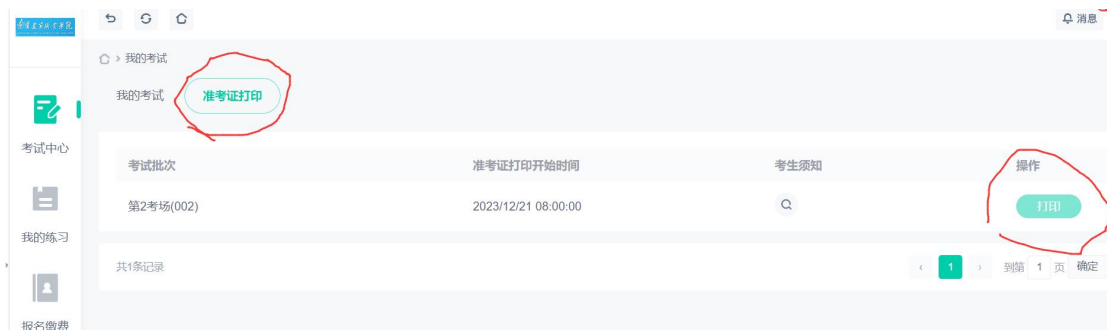 消息
我的考试
我的考试 准考证打印
考试中心
考试批次 准考证打印开始时间 考生须知 操作
第2考场(002) 2023/12/21 08:00:00 打印
我的练习
共1条记录 1 到第 1 页 确定
报名缴费